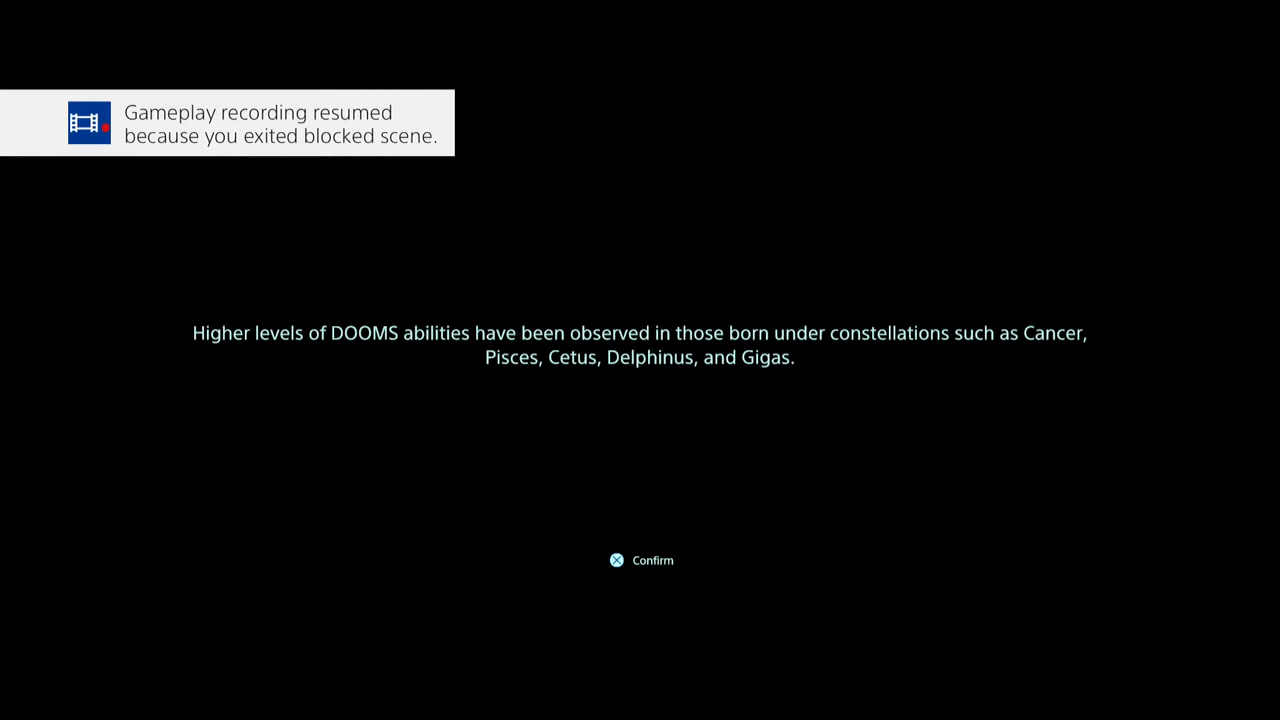 Gameplay recording resumed
because you exited blocked scene.
Higher levels of DOOMS abilities have been observed in those born under constellations such as Cancer,
Pisces, Cetus, Delphinus, and Gigas.
Confirm